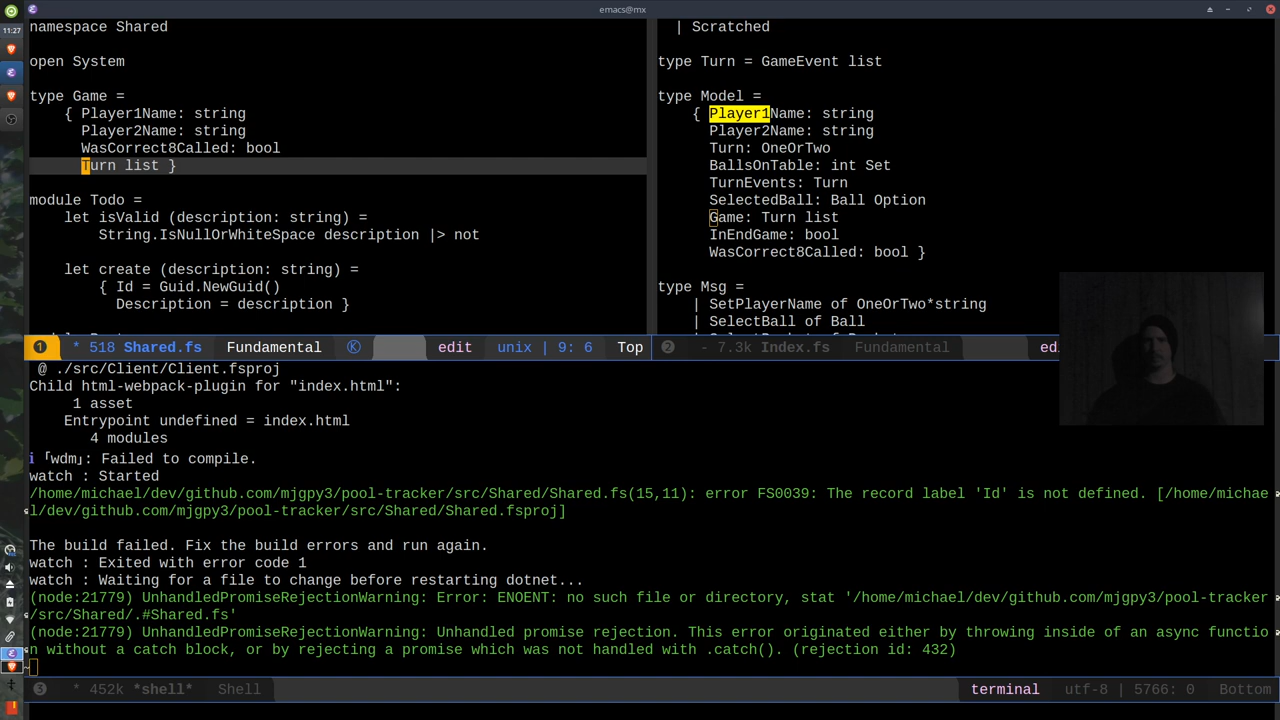 emacs@mx
11:27
namespace Shared
open System
type Game =
{ Player1Name: string
Player2Name: string
WasCorrect8Called: bool
Turn list }
module Todo =
let isValid (description: string) =
String.IsNullOrWhiteSpace description |> not
let create (description: string) =
{ Id = Guid.NewGuid()
Description = description }
| Scratched
type Turn = GameEvent list
type Model =
{ Player1Name: string
Player2Name: string
Turn: OneOrTwo
BallsOnTable: int Set
TurnEvents: Turn
SelectedBall: Ball Option
Game: Turn list
InEndGame: bool
WasCorrect8Called: bool }
type Msg =
| SetPlayerName of OneOrTwo*string
| SelectBall of Ball
1 * 518 Shared.fs Fundamental K edit unix | 9: 6 Top
2 - 7.3k Index.fs Fundamental
@ ./src/Client/Client.fsproj
Child html-webpack-plugin for "index.html":
1 asset
Entrypoint undefined = index.html
4 modules
i ｢wdm｣: Failed to compile.
watch : Started
/home/michael/dev/github.com/mjgpy3/pool-tracker/src/Shared/Shared.fs(15,11): error FS0039: The record label 'Id' is not defined. [/home/michae
l/dev/github.com/mjgpy3/pool-tracker/src/Shared/Shared.fsproj]
The build failed. Fix the build errors and run again.
watch : Exited with error code 1
watch : Waiting for a file to change before restarting dotnet...
(node:21779) UnhandledPromiseRejectionWarning: Error: ENOENT: no such file or directory, stat '/home/michael/dev/github.com/mjgpy3/pool-tracker
/src/Shared/.#Shared.fs'
(node:21779) UnhandledPromiseRejectionWarning: Unhandled promise rejection. This error originated either by throwing inside of an async functio
n without a catch block, or by rejecting a promise which was not handled with .catch(). (rejection id: 432)
3 * 452k *shell* Shell terminal utf-8 | 5766: 0 Bottom